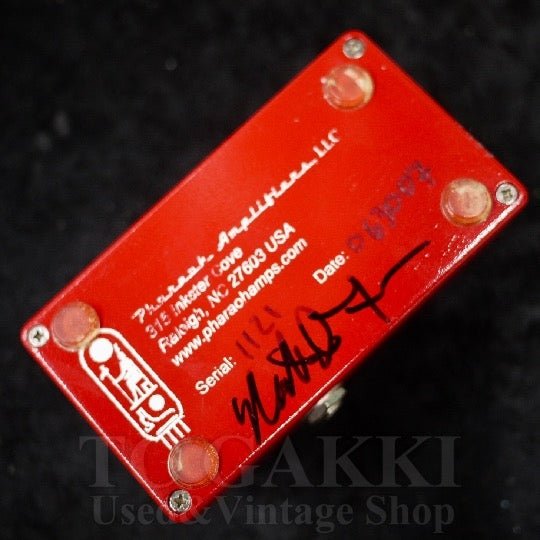 Pharaoh Amplifiers, LLC
315 Inkster Cove
Raleigh, NC 27603 USA
www.pharaohamps.com
Serial: 1121 Date:
TOGAKKI
Used&Vintage Shop